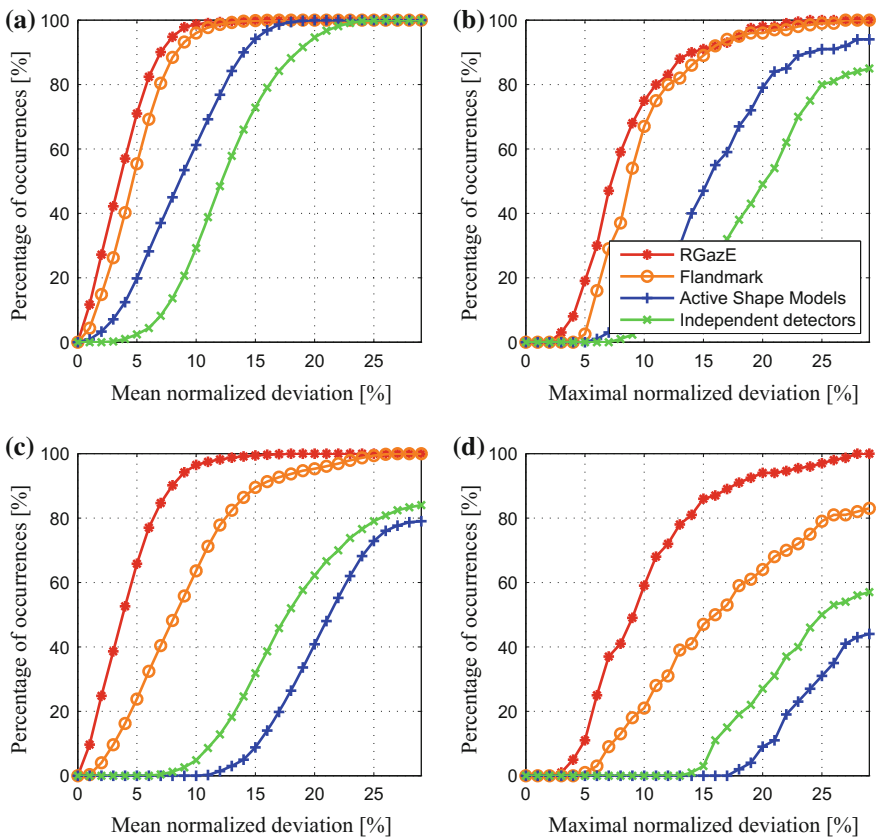 (a)
Percentage of occurrences [%]
100
80
60
40
20
0
0 5 10 15 20 25
Mean normalized deviation [%]
(b)
Percentage of occurrences [%]
100
80
60
40
20
0
RGazE
Flandmark
Active Shape Models
Independent detectors
0 5 10 15 20 25
Maximal normalized deviation [%]
(c)
Percentage of occurrences [%]
100
80
60
40
20
0
0 5 10 15 20 25
Mean normalized deviation [%]
(d)
Percentage of occurrences [%]
100
80
60
40
20
0
0 5 10 15 20 25
Maximal normalized deviation [%]